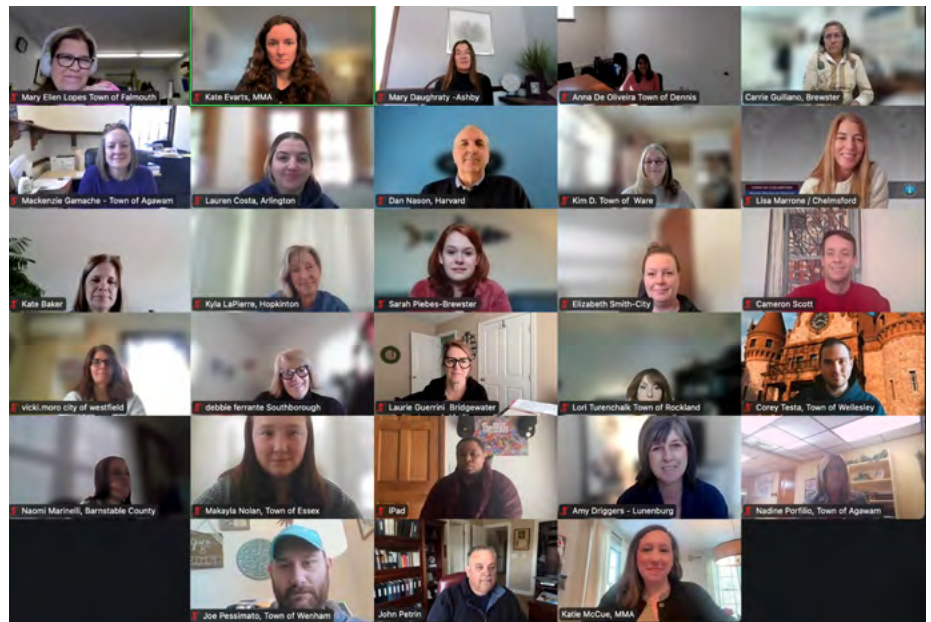 Mary Ellen Lopes Town of Falmouth
Kate Evarts, MMA
Mary Daughraty -Ashby
Anna De Oliveira Town of Dennis
Carrie Guiliano, Brewster
Mackenzie Gamache - Town of Agawam
Lauren Costa, Arlington
Dan Nason, Harvard
Kim D. Town of Ware
Lisa Marrone / Chelmsford
Kate Baker
Kyla LaPierre, Hopkinton
Sarah Plebes-Brewster
Elizabeth Smith-City
Cameron Scott
vicki.moro city of westfield
debbie ferrante Southborough
Laurie Guerrini Bridgewater
Lori Turenchalk Town of Rockland
Corey Testa, Town of Wellesley
Naomi Marinelli, Barnstable County
Makayla Nolan, Town of Essex
iPad
Amy Driggers - Lunenburg
Nadine Porfilio, Town of Agawam
Joe Pessimato, Town of Wenham
John Petrin
Katie McCue, MMA